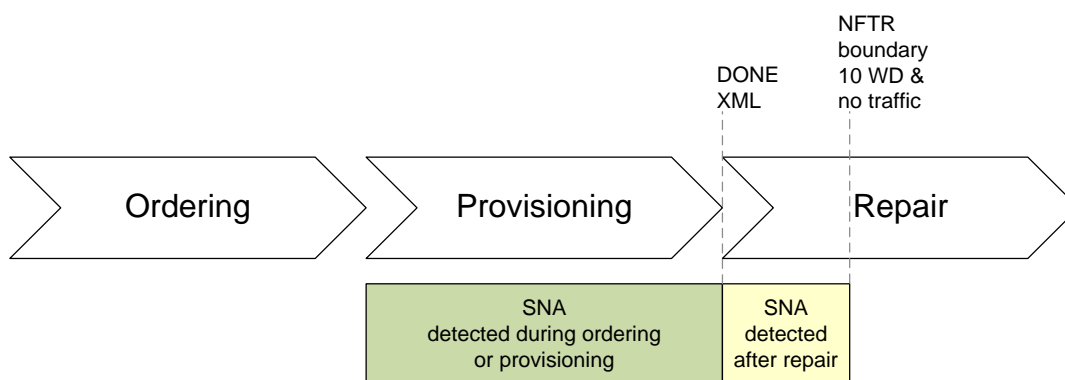 NFTR
boundary
10 WD &
no traffic
DONE
XML
Ordering
Provisioning
Repair
SNA
detected during ordering
or provisioning
SNA
detected
after repair